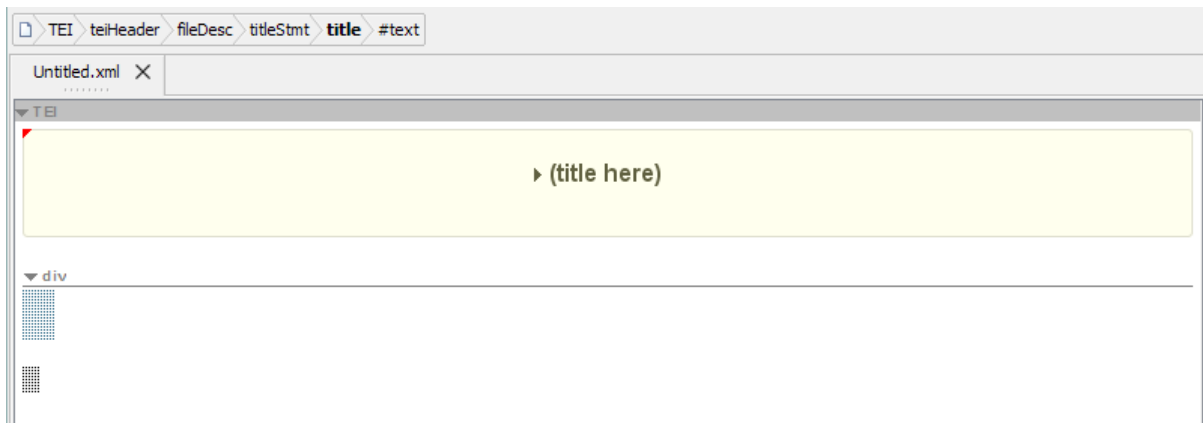 TEI teiHeader fileDesc titleStmt title #text
Untitled.xml
TEI
(title here)
div